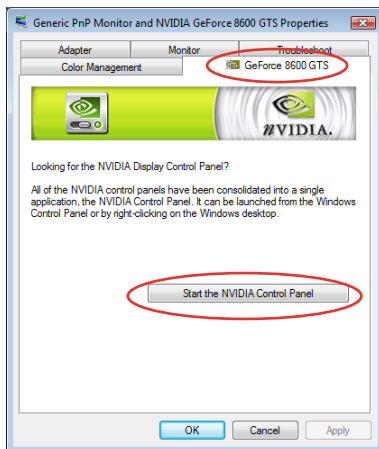 Generic PnP Monitor and NVIDIA GeForce 8600 GTS Properties
Adapter Monitor Troubleshoot
Color Management GeForce 8600 GTS
NVIDIA.
Looking for the NVIDIA Display Control Panel?
All of the NVIDIA control panels have been consolidated into a single
application, the NVIDIA Control Panel. It can be launched from the Windows
Control Panel or by right-clicking on the Windows desktop.
Start the NVIDIA Control Panel
OK Cancel Apply